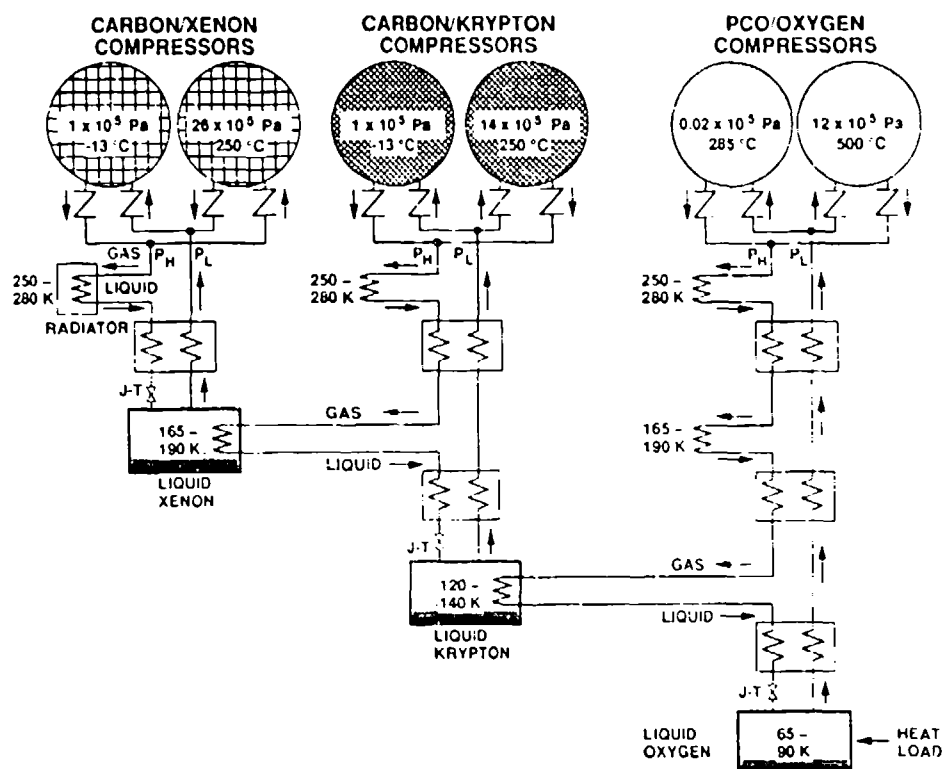 CARBON/XENON
COMPRESSORS
CARBON/KRYPTON
COMPRESSORS
PCO/OXYGEN
COMPRESSORS
1 x 10⁵ Pa
-13 °C
26 x 10⁵ Pa
250 °C
1 x 10⁵ Pa
-13 °C
14 x 10⁵ Pa
250 °C
0.02 x 10⁵ Pa
285 °C
12 x 10⁵ Pa
500 °C
GAS
P_H
P_L
LIQUID
250 –
280 K
RADIATOR
P_H
P_L
250 –
280 K
P_H
P_L
250 –
280 K
J-T
165 –
190 K
LIQUID
XENON
GAS
LIQUID
165 –
190 K
J-T
120 –
140 K
LIQUID
KRYPTON
GAS
LIQUID
J-T
LIQUID
OXYGEN
65 –
90 K
HEAT
LOAD